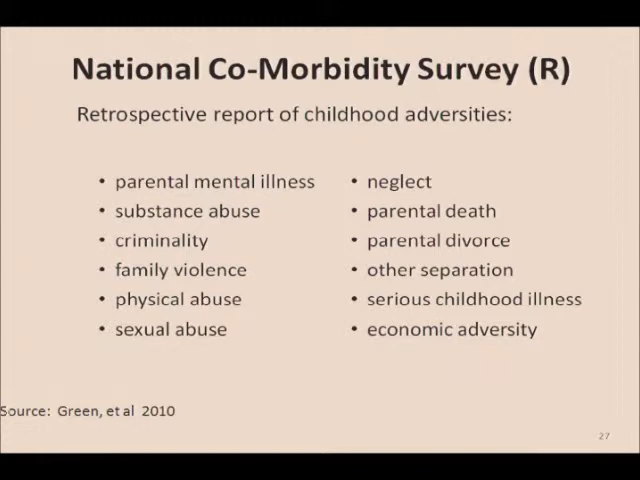 National Co-Morbidity Survey (R)
Retrospective report of childhood adversities:
• parental mental illness
• substance abuse
• criminality
• family violence
• physical abuse
• sexual abuse
• neglect
• parental death
• parental divorce
• other separation
• serious childhood illness
• economic adversity
Source: Green, et al 2010
27